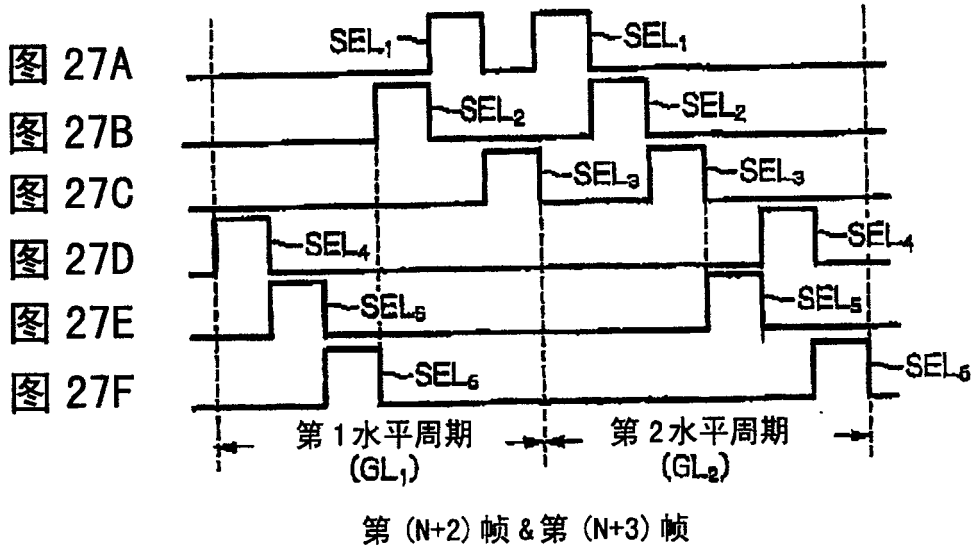 图 27A SEL₁ SEL₁
图 27B SEL₂ SEL₂
图 27C SEL₃ SEL₃
图 27D SEL₄ SEL₄
图 27E SEL₅ SEL₅
图 27F SEL₆ SEL₆
第1水平周期 第2水平周期
(GL₁) (GL₂)
第 (N+2) 帧 & 第 (N+3) 帧